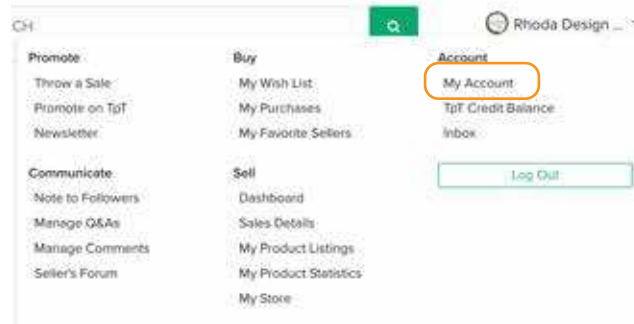 CH
Rhoda Design ...
Promote
Throw a Sale
Promote on TpT
Newsletter
Communicate
Note to Followers
Manage Q&As
Manage Comments
Seller's Forum
Buy
My Wish List
My Purchases
My Favorite Sellers
Sell
Dashboard
Sales Details
My Product Listings
My Product Statistics
My Store
Account
My Account
TpT Credit Balance
Inbox
Log Out